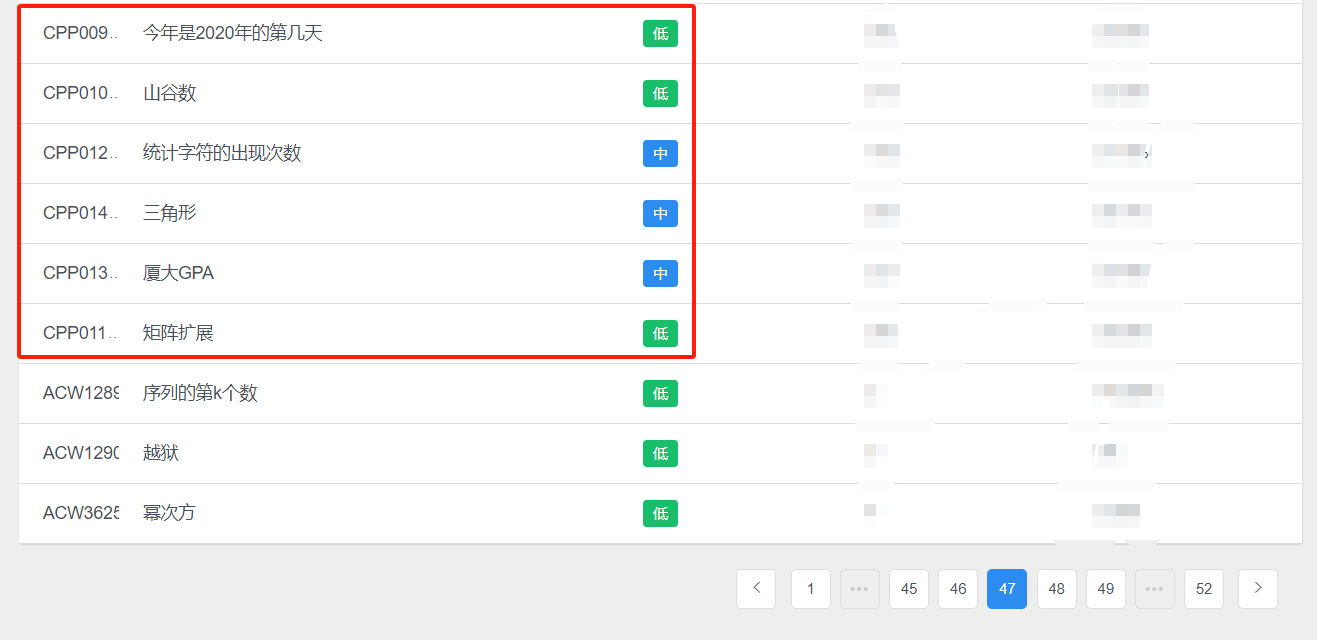 CPP009.. 今年是2020年的第几天 低
CPP010.. 山谷数 低
CPP012.. 统计字符的出现次数 中
CPP014.. 三角形 中
CPP013.. 厦大GPA 中
CPP011.. 矩阵扩展 低
ACW1289 序列的第k个数 低
ACW1290 越狱 低
ACW3625 幂次方 低
< 1 ••• 45 46 47 48 49 ••• 52 >